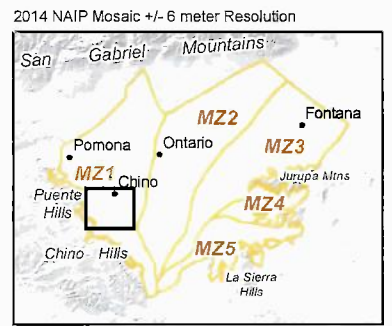 2014 NAIP Mosaic +/- 6 meter Resolution
San Gabriel Mountains
MZ2
Fontana
Pomona
Ontario
MZ3
MZ1
Chino
Jurupa Mtns
Puente
Hills
MZ4
Chino Hills
MZ5
La Sierra
Hills